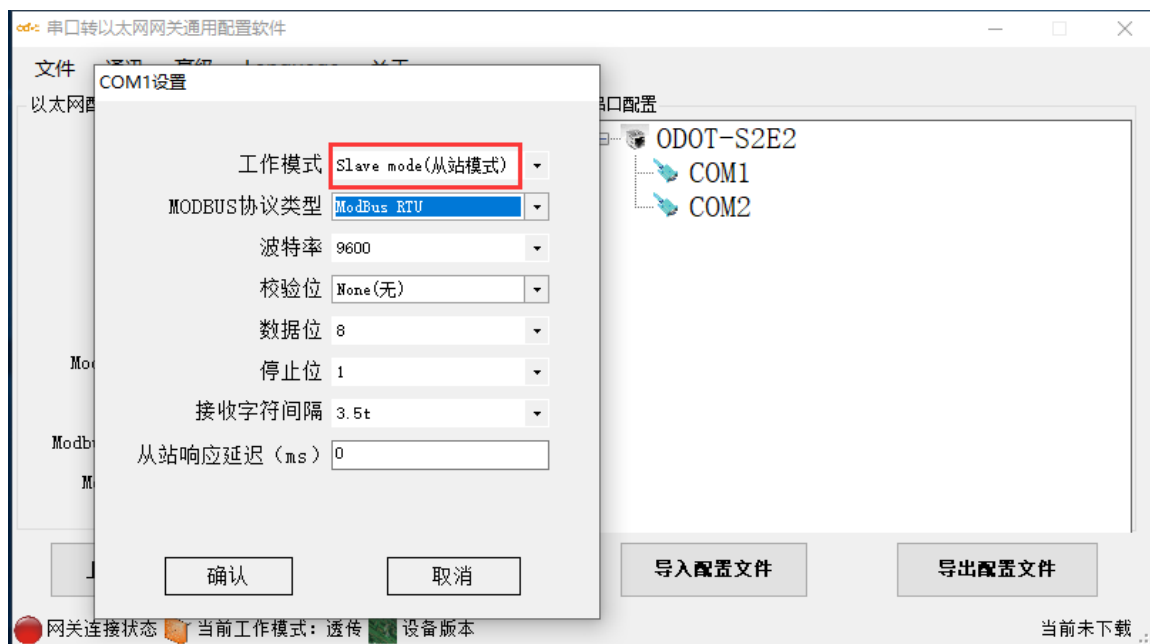 串口转以太网网关通用配置软件
文件
COM1设置
以太网配
串口配置
ODOT-S2E2
COM1
COM2
工作模式 Slave mode(从站模式)
MODBUS协议类型 ModBus RTU
波特率 9600
校验位 None(无)
数据位 8
停止位 1
接收字符间隔 3.5t
从站响应延迟（ms） 0
Mod
Modb
M
确认
取消
导入配置文件
导出配置文件
网关连接状态 当前工作模式：透传 设备版本 当前未下载